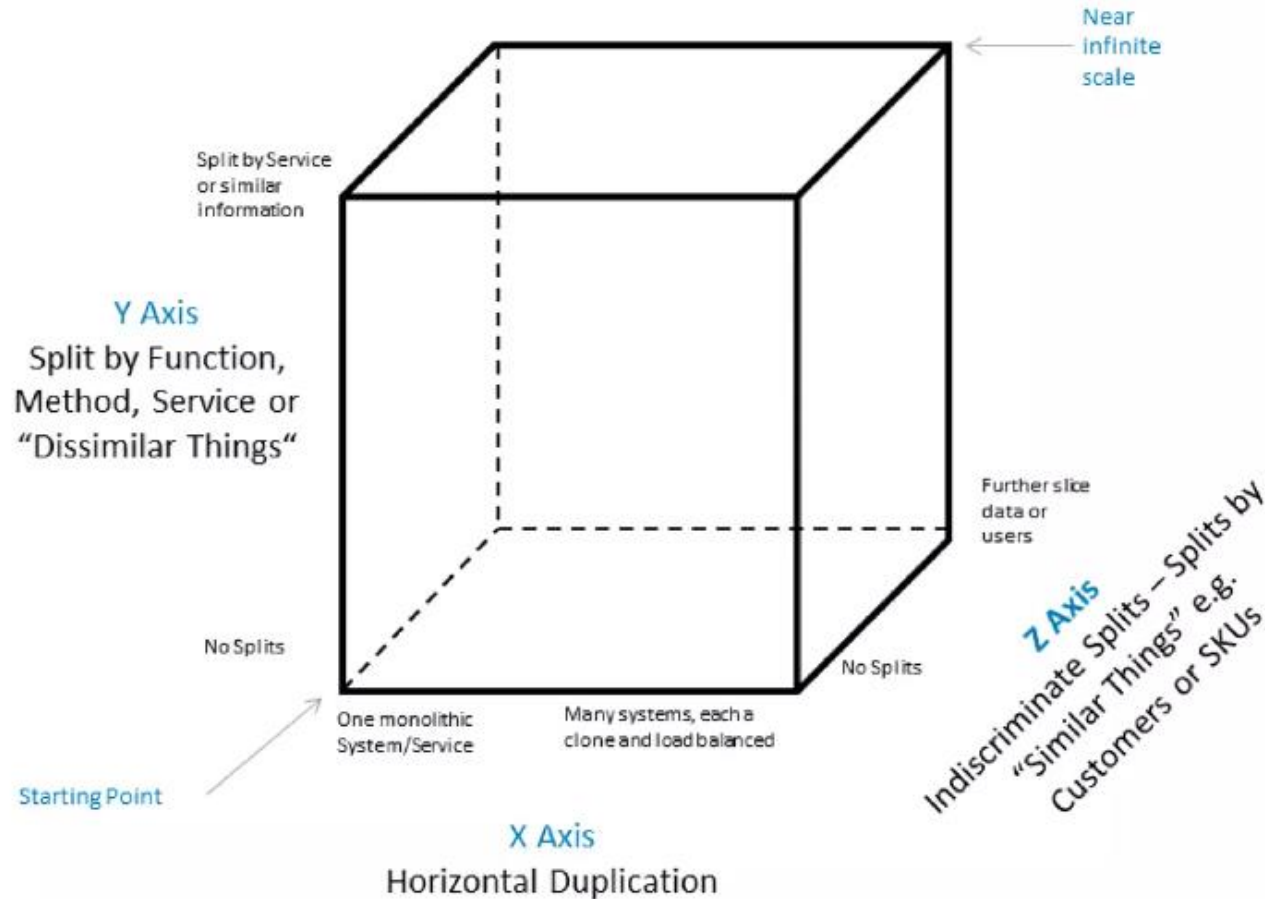 Near
infinite
scale
Split by Service
or similar
information
Y Axis
Split by Function,
Method, Service or
“Dissimilar Things“
Further slice
data or
users
Z Axis
Indiscriminate Splits – Splits by
“Similar Things” e.g.
Customers or SKUs
No Splits
No Splits
One monolithic
System/Service
Many systems, each a
clone and load balanced
Starting Point
X Axis
Horizontal Duplication